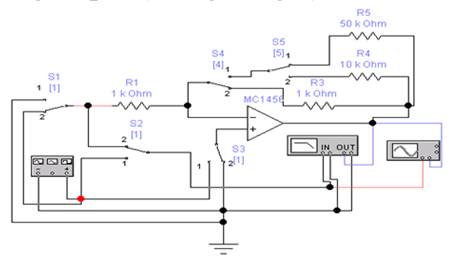 R5
50 k Ohm
S5
[5]
S4
[4]
R4
10 k Ohm
1
2
1
2
S1
[1]
R1
1 k Ohm
R3
1 k Ohm
MC1458
1
2
S2
[1]
2
1
S3
[1]
1
2
IN OUT